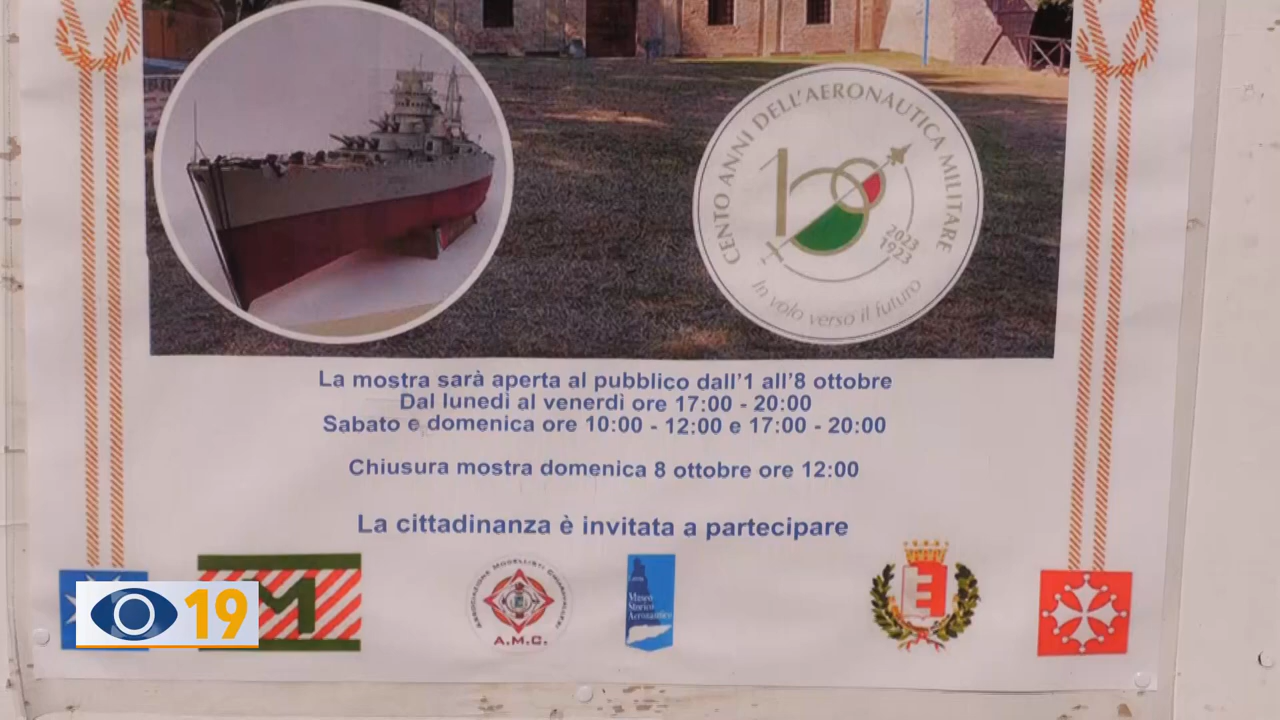 CENTO ANNI DELL'AERONAUTICA MILITARE
100
2023
1923
In volo verso il futuro
La mostra sarà aperta al pubblico dall'1 all'8 ottobre
Dal lunedì al venerdì ore 17:00 - 20:00
Sabato e domenica ore 10:00 - 12:00 e 17:00 - 20:00
Chiusura mostra domenica 8 ottobre ore 12:00
La cittadinanza è invitata a partecipare
19
M
A.M.C.
Museo
Storico
Aeronautico
E